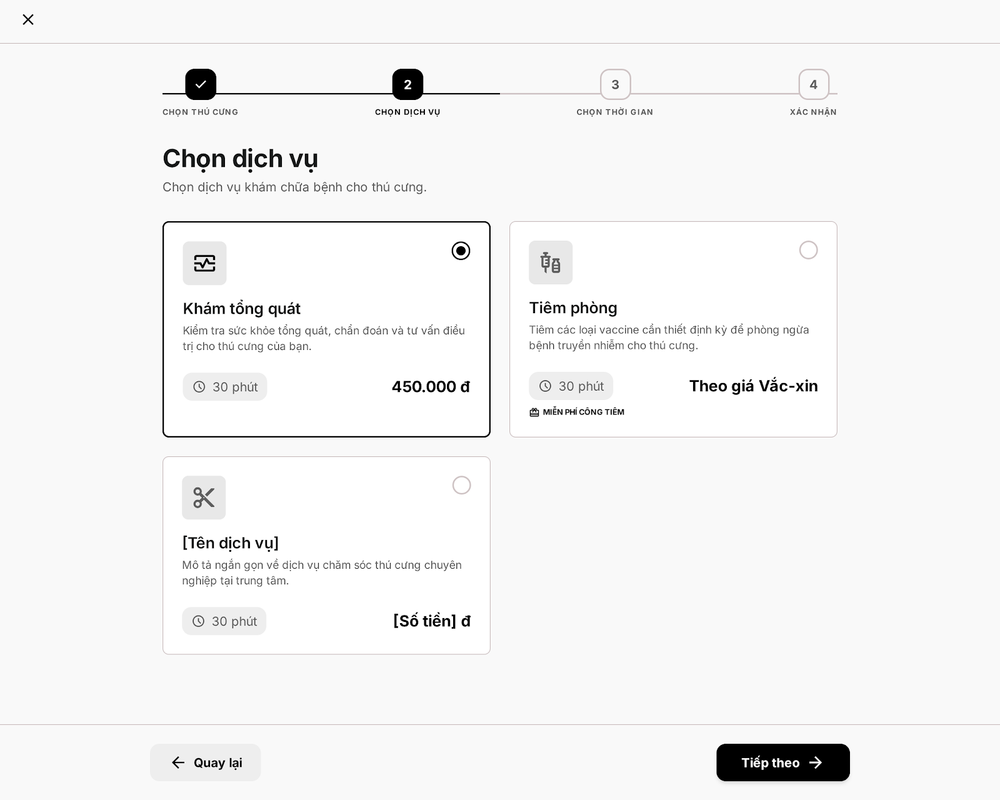 2
3
4
CHỌN THÚ CƯNG
CHỌN DỊCH VỤ
CHỌN THỜI GIAN
XÁC NHẬN
Chọn dịch vụ
Chọn dịch vụ khám chữa bệnh cho thú cưng.
Khám tổng quát
Kiểm tra sức khỏe tổng quát, chẩn đoán và tư vấn điều
trị cho thú cưng của bạn.
30 phút
450.000 đ
Tiêm phòng
Tiêm các loại vaccine cần thiết định kỳ để phòng ngừa
bệnh truyền nhiễm cho thú cưng.
30 phút
Theo giá Vắc-xin
MIỄN PHÍ CÔNG TIÊM
[Tên dịch vụ]
Mô tả ngắn gọn về dịch vụ chăm sóc thú cưng chuyên
nghiệp tại trung tâm.
30 phút
[Số tiền] đ
Quay lại
Tiếp theo